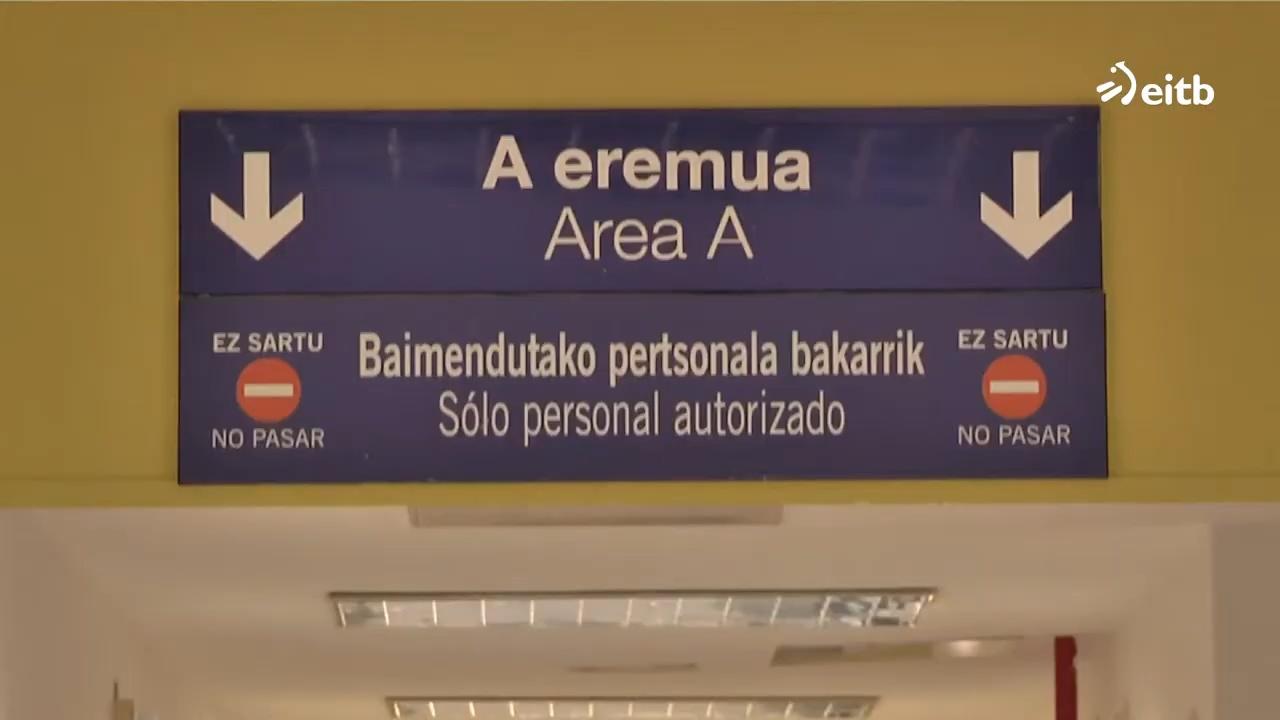 eitb
A eremua
Area A
EZ SARTU
NO PASAR
Baimendutako pertsonala bakarrik
Sólo personal autorizado
EZ SARTU
NO PASAR